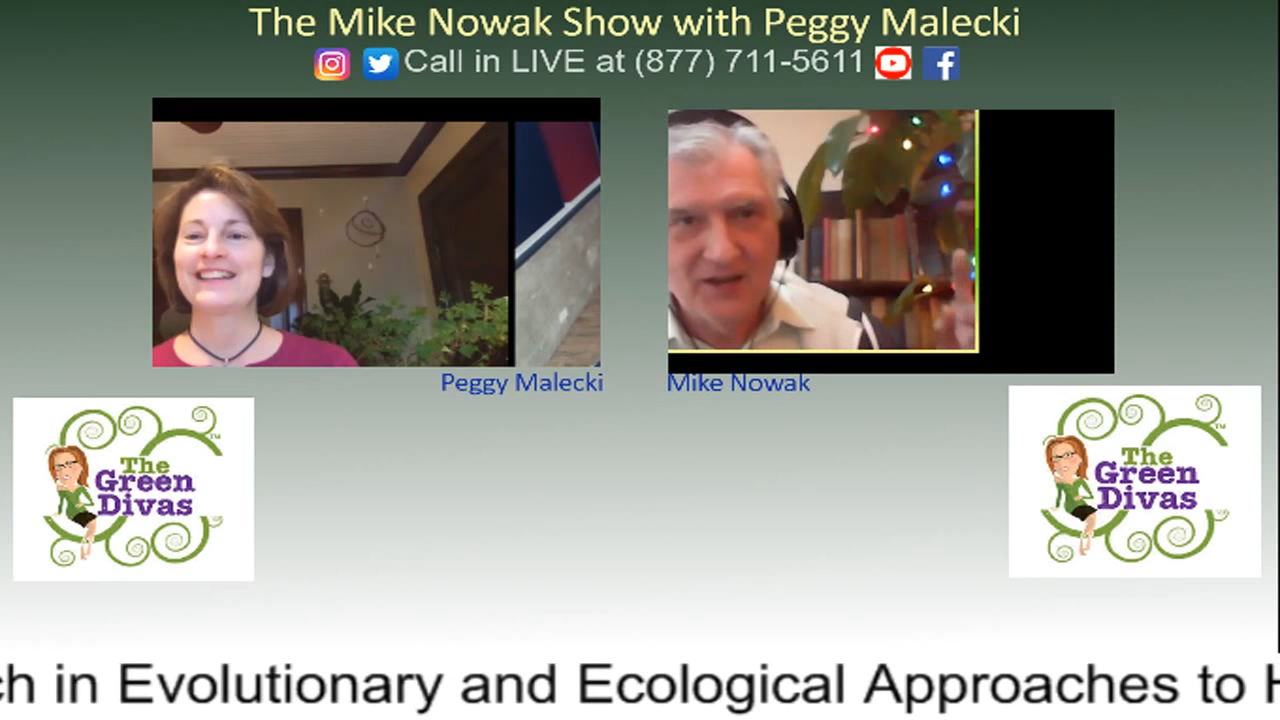 The Mike Nowak Show with Peggy Malecki
Call in LIVE at (877) 711-5611
Peggy Malecki
Mike Nowak
The
Green
Divas
The
Green
Divas
ch in Evolutionary and Ecological Approaches to H